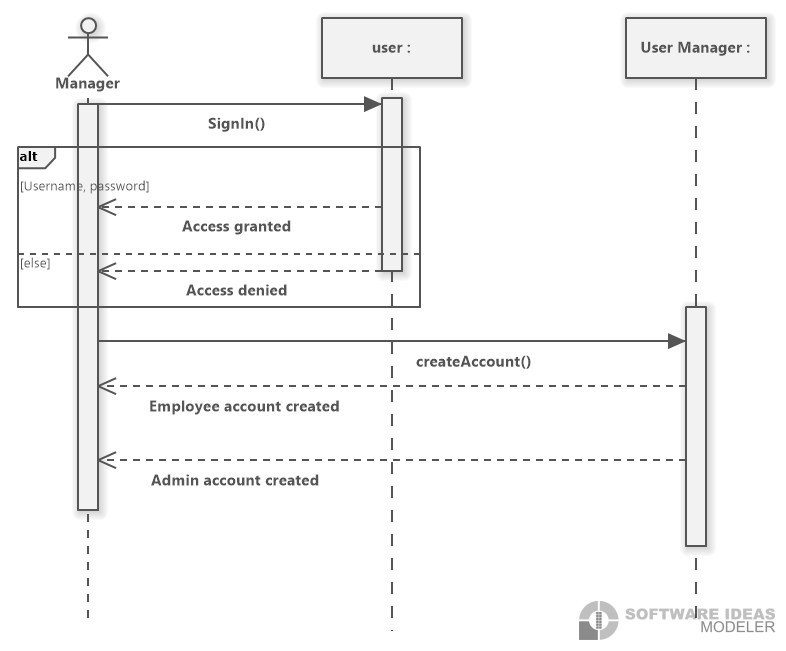 Manager
user :
User Manager :
SignIn()
alt
[Username, password]
Access granted
[else]
Access denied
createAccount()
Employee account created
Admin account created
SOFTWARE IDEAS
MODELER